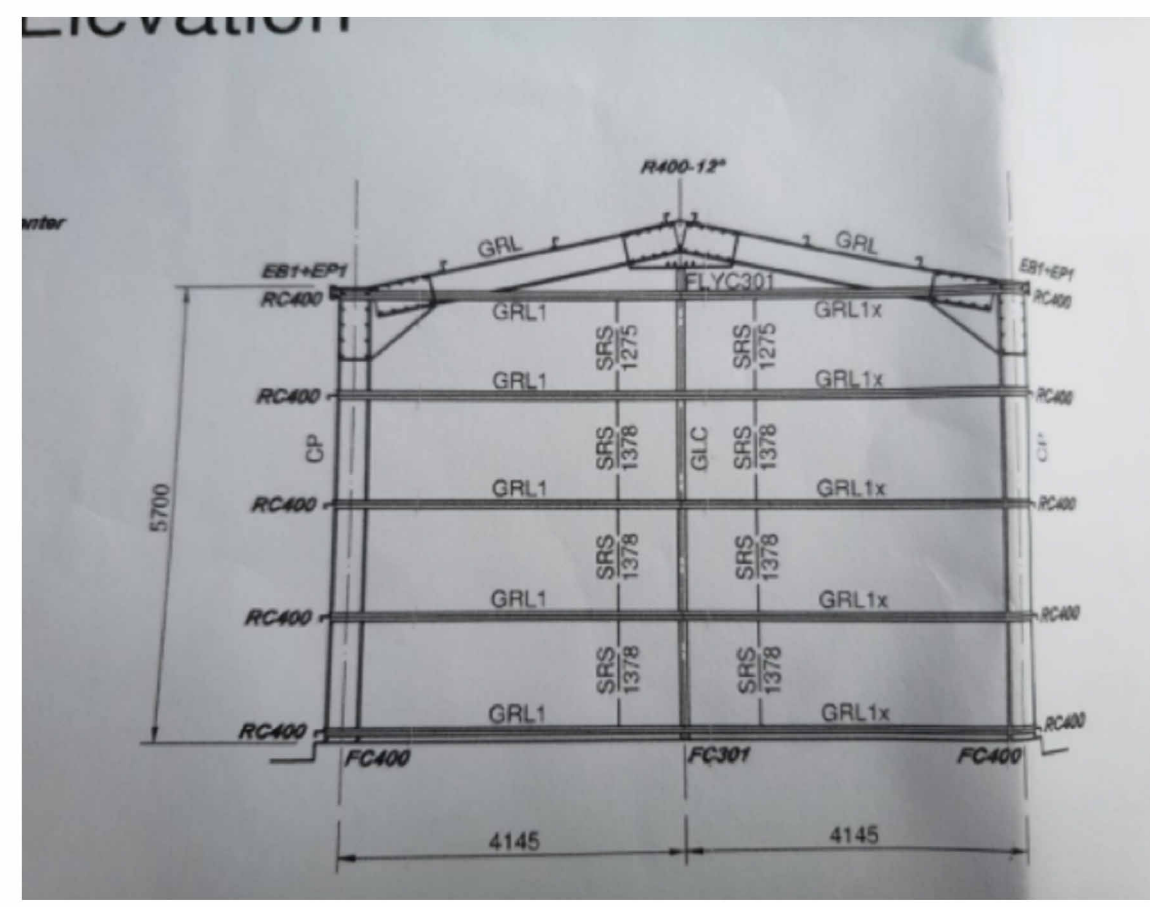 Elevation
R400-12°
enter
GRL GRL
EB1+EP1 EB1+EP1
RC400 FLYC301 RC400
GRL1 GRL1x
SRS 1275 SRS 1275
GRL1 GRL1x
RC400 RC400
CP SRS 1378 GLC SRS 1378 CP
GRL1 GRL1x
RC400 RC400
5700
SRS 1378 SRS 1378
GRL1 GRL1x
RC400 RC400
SRS 1378 SRS 1378
GRL1 GRL1x
RC400 RC400
FC400 FC301 FC400
4145 4145